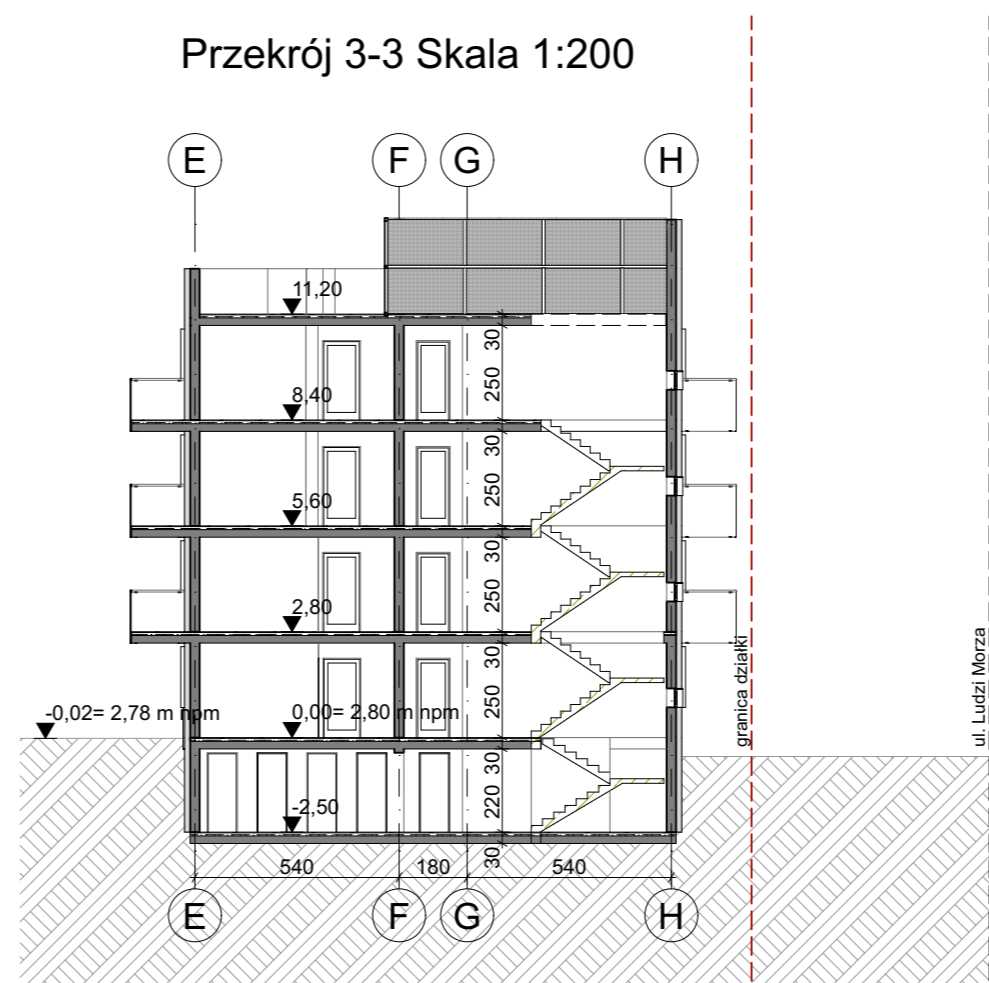 Przekrój 3-3 Skala 1:200
E F G H
11,20
30
250
8,40
30
250
5,60
30
250
2,80
30
250
-0,02= 2,78 m npm
0,00= 2,80 m npm
30
220
-2,50
30
540 180 540
E F G H
granica działki
ul. Ludzi Morza